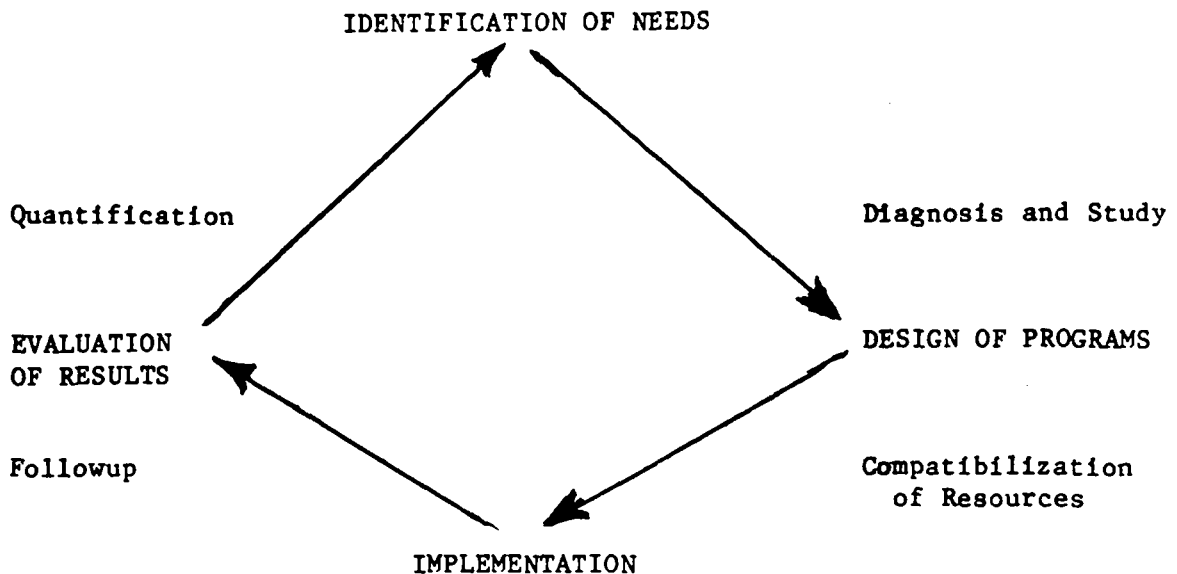 IDENTIFICATION OF NEEDS
Quantification
Diagnosis and Study
EVALUATION
OF RESULTS
DESIGN OF PROGRAMS
Followup
Compatibilization
of Resources
IMPLEMENTATION